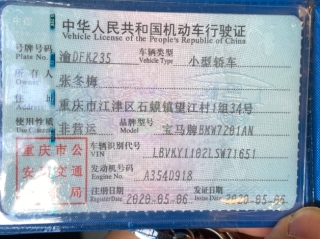 中华人民共和国机动车行驶证
Vehicle License of the People's Republic of China
号牌号码 Plate No. 渝DFK235 车辆类型 Vehicle Type 小型轿车
所有人 Owner 张冬梅
住址 重庆市江津区石蟆镇望江村1组34号
使用性质 Use Character 非营运 品牌型号 Model 宝马牌BMW7201AN
重庆市公 车辆识别代号 VIN
安 交通 发动机号码 Engine No. A354D918
局 注册日期 Register Date 2020-05-06 发证日期 Issue Date 2020-05-06